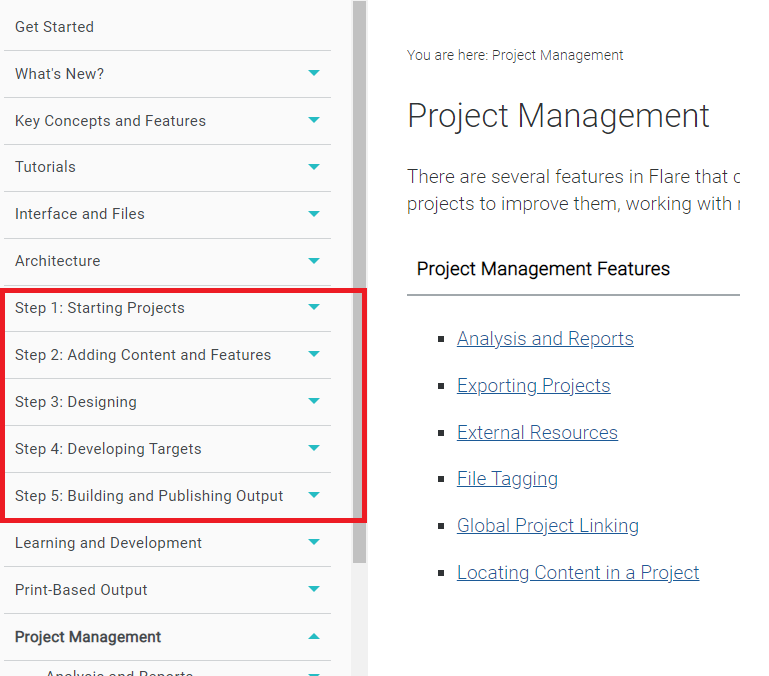 Get Started
What's New?
Key Concepts and Features
Tutorials
Interface and Files
Architecture
Step 1: Starting Projects
Step 2: Adding Content and Features
Step 3: Designing
Step 4: Developing Targets
Step 5: Building and Publishing Output
Learning and Development
Print-Based Output
Project Management
Analysis and Reports
You are here: Project Management
Project Management
There are several features in Flare that
projects to improve them, working with
Project Management Features
Analysis and Reports
Exporting Projects
External Resources
File Tagging
Global Project Linking
Locating Content in a Project